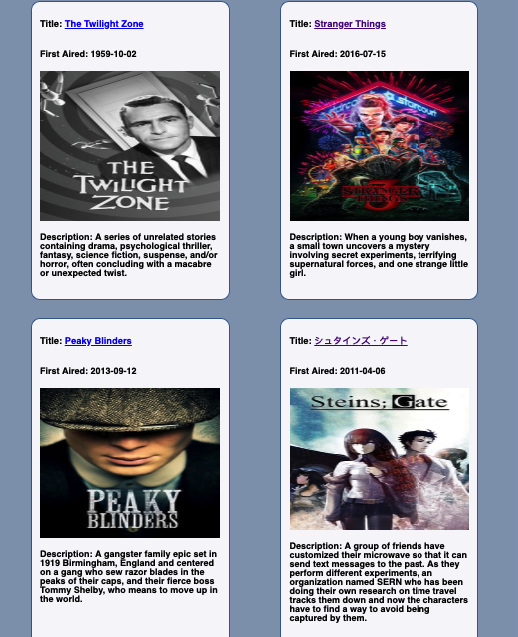 Title: The Twilight Zone
First Aired: 1959-10-02
THE
TWILIGHT
ZONE
Description: A series of unrelated stories
containing drama, psychological thriller,
fantasy, science fiction, suspense, and/or
horror, often concluding with a macabre
or unexpected twist.
Title: Stranger Things
First Aired: 2016-07-15
starcourt
STRANGER
THINGS
3
Description: When a young boy vanishes,
a small town uncovers a mystery
involving secret experiments, terrifying
supernatural forces, and one strange little
girl.
Title: Peaky Blinders
First Aired: 2013-09-12
PEAKY
BLINDERS
Description: A gangster family epic set in
1919 Birmingham, England and centered
on a gang who sew razor blades in the
peaks of their caps, and their fierce boss
Tommy Shelby, who means to move up in
the world.
Title: シュタインズ・ゲート
First Aired: 2011-04-06
Steins;Gate
Description: A group of friends have
customized their microwave so that it can
send text messages to the past. As they
perform different experiments, an
organization named SERN who has been
doing their own research on time travel
tracks them down and now the characters
have to find a way to avoid being
captured by them.